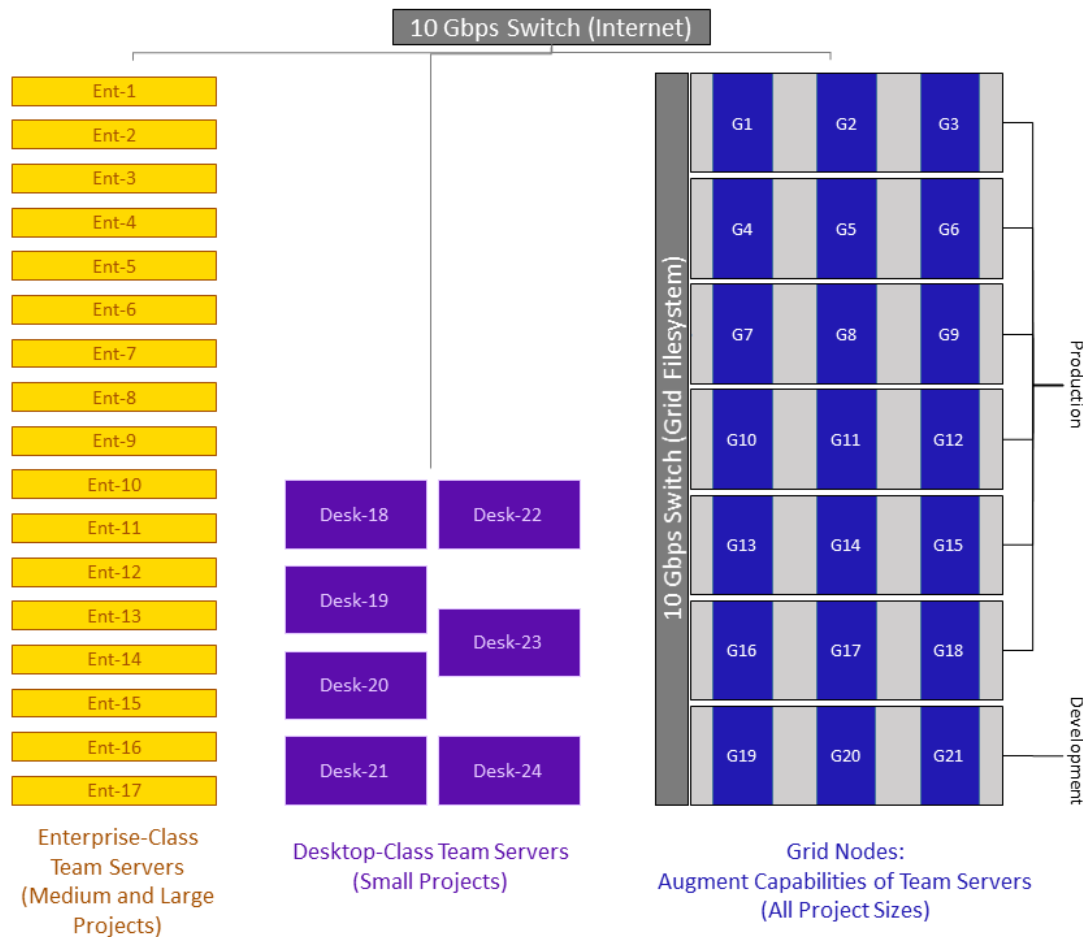 10 Gbps Switch (Internet)
Ent-1
Ent-2
Ent-3
Ent-4
Ent-5
Ent-6
Ent-7
Ent-8
Ent-9
Ent-10
Ent-11
Ent-12
Ent-13
Ent-14
Ent-15
Ent-16
Ent-17
Enterprise-Class
Team Servers
(Medium and Large
Projects)
Desk-18
Desk-22
Desk-19
Desk-23
Desk-20
Desk-21
Desk-24
Desktop-Class Team Servers
(Small Projects)
10 Gbps Switch (Grid Filesystem)
G1
G2
G3
G4
G5
G6
G7
G8
G9
G10
G11
G12
G13
G14
G15
G16
G17
G18
G19
G20
G21
Production
Development
Grid Nodes:
Augment Capabilities of Team Servers
(All Project Sizes)